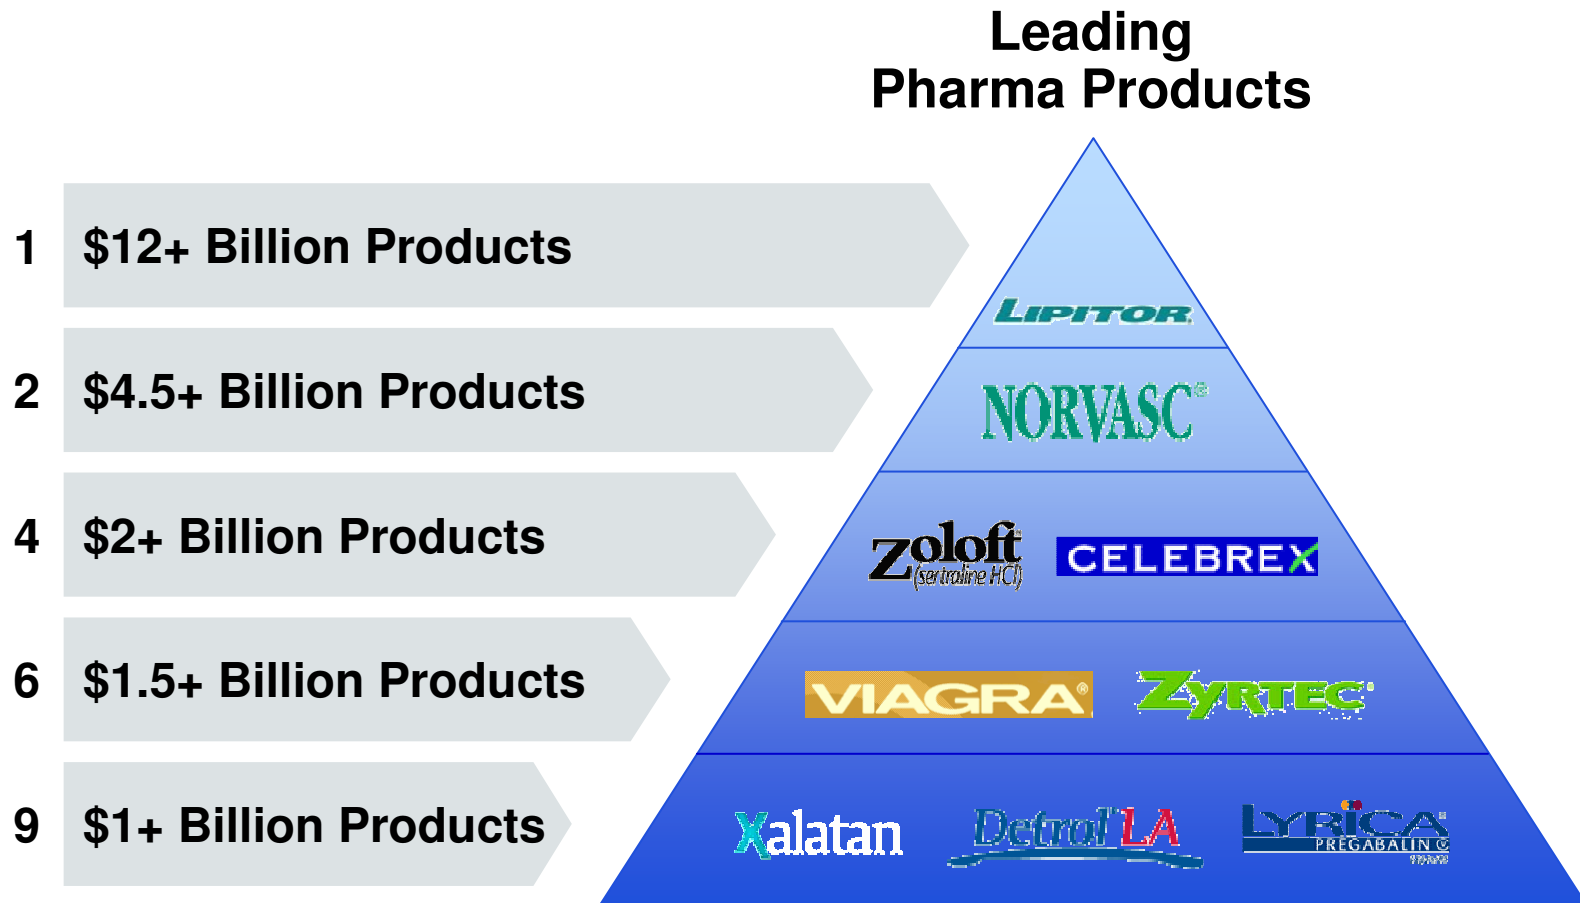 Leading
Pharma Products
1 $12+ Billion Products
LIPITOR
2 $4.5+ Billion Products
NORVASC®
4 $2+ Billion Products
Zoloft
(sertraline HCl)
CELEBREX
6 $1.5+ Billion Products
VIAGRA®
ZYRTEC
9 $1+ Billion Products
Xalatan
Detrol LA
LYRICA
PREGABALIN